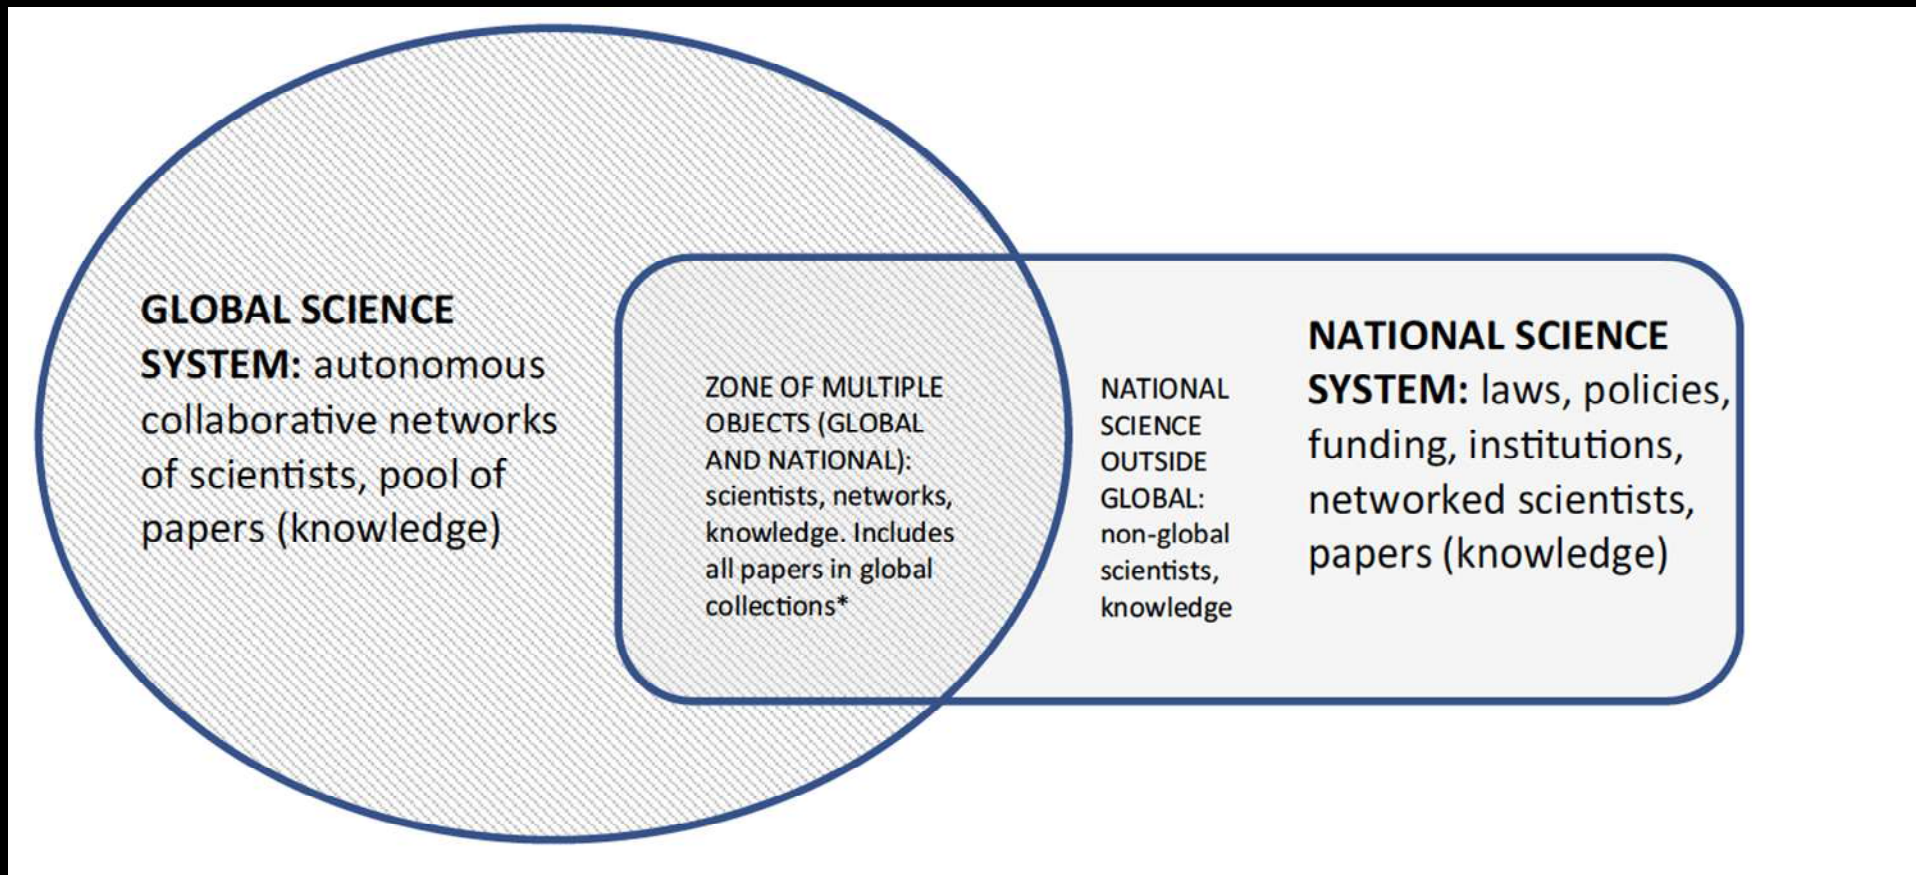 GLOBAL SCIENCE
SYSTEM: autonomous
collaborative networks
of scientists, pool of
papers (knowledge)
ZONE OF MULTIPLE
OBJECTS (GLOBAL
AND NATIONAL):
scientists, networks,
knowledge. Includes
all papers in global
collections*
NATIONAL
SCIENCE
OUTSIDE
GLOBAL:
non-global
scientists,
knowledge
NATIONAL SCIENCE
SYSTEM: laws, policies,
funding, institutions,
networked scientists,
papers (knowledge)